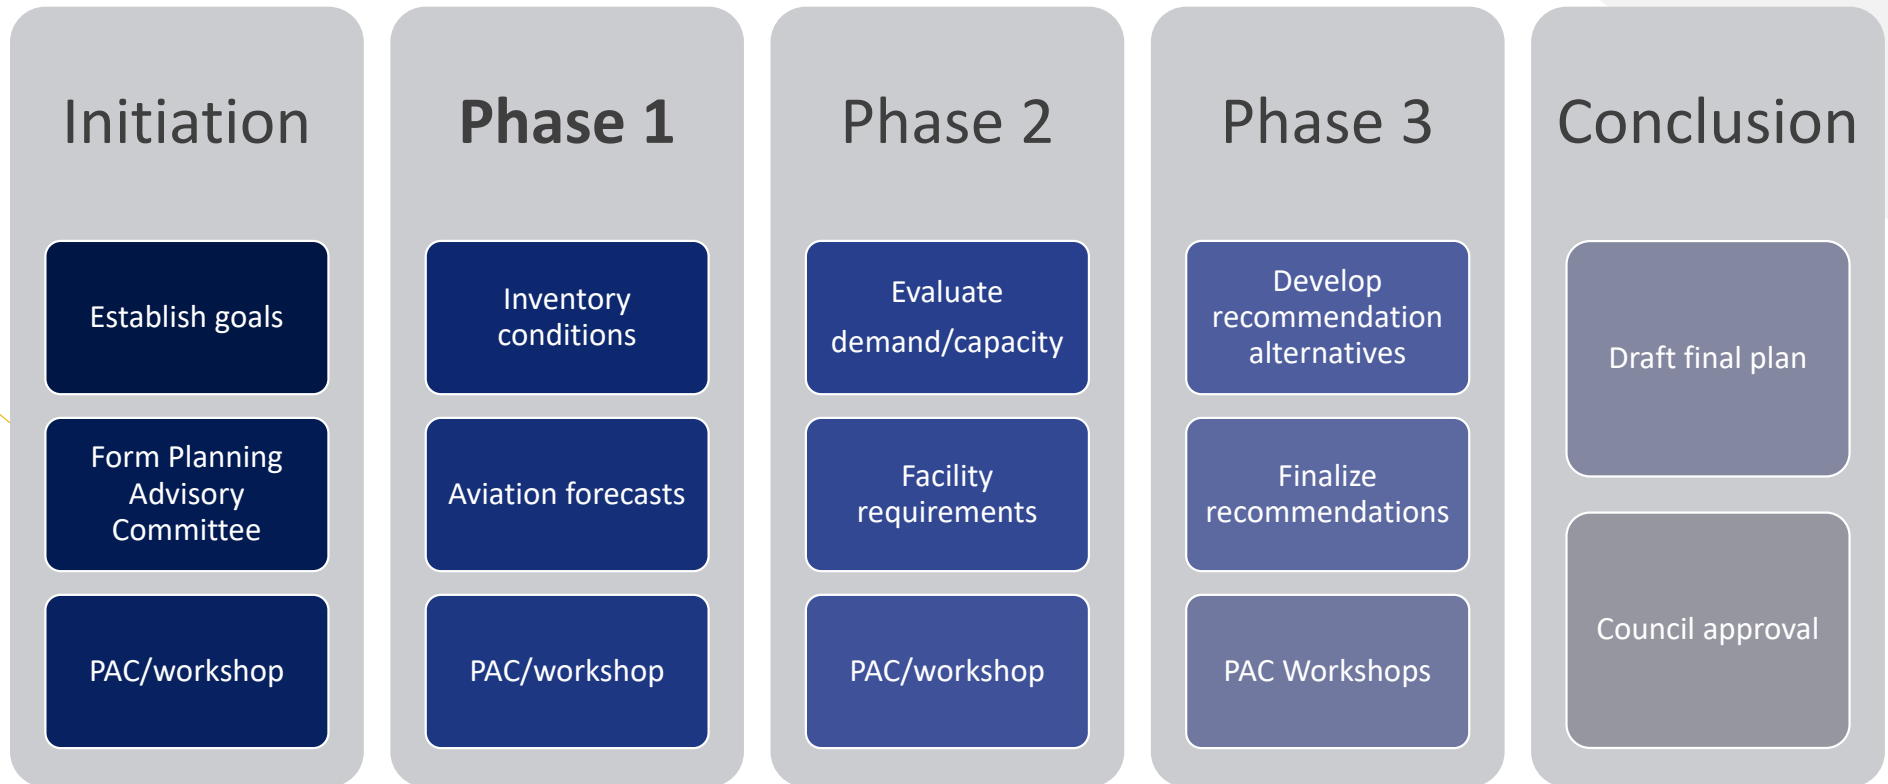 Initiation
Establish goals
Form Planning
Advisory
Committee
PAC/workshop
Phase 1
Inventory
conditions
Aviation forecasts
PAC/workshop
Phase 2
Evaluate
demand/capacity
Facility
requirements
PAC/workshop
Phase 3
Develop
recommendation
alternatives
Finalize
recommendations
PAC Workshops
Conclusion
Draft final plan
Council approval